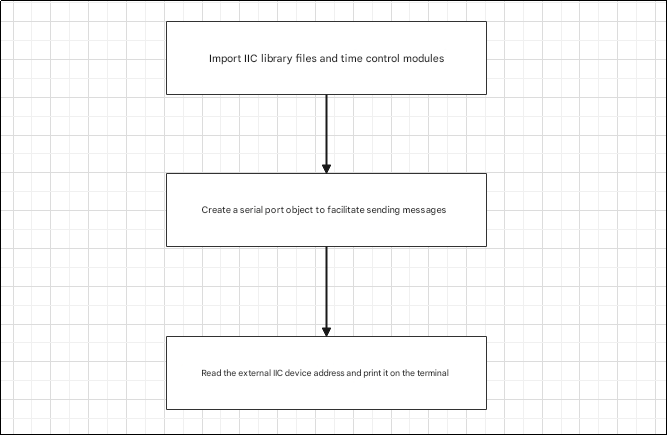 Import IIC library files and time control modules
Create a serial port object to facilitate sending messages
Read the external IIC device address and print it on the terminal